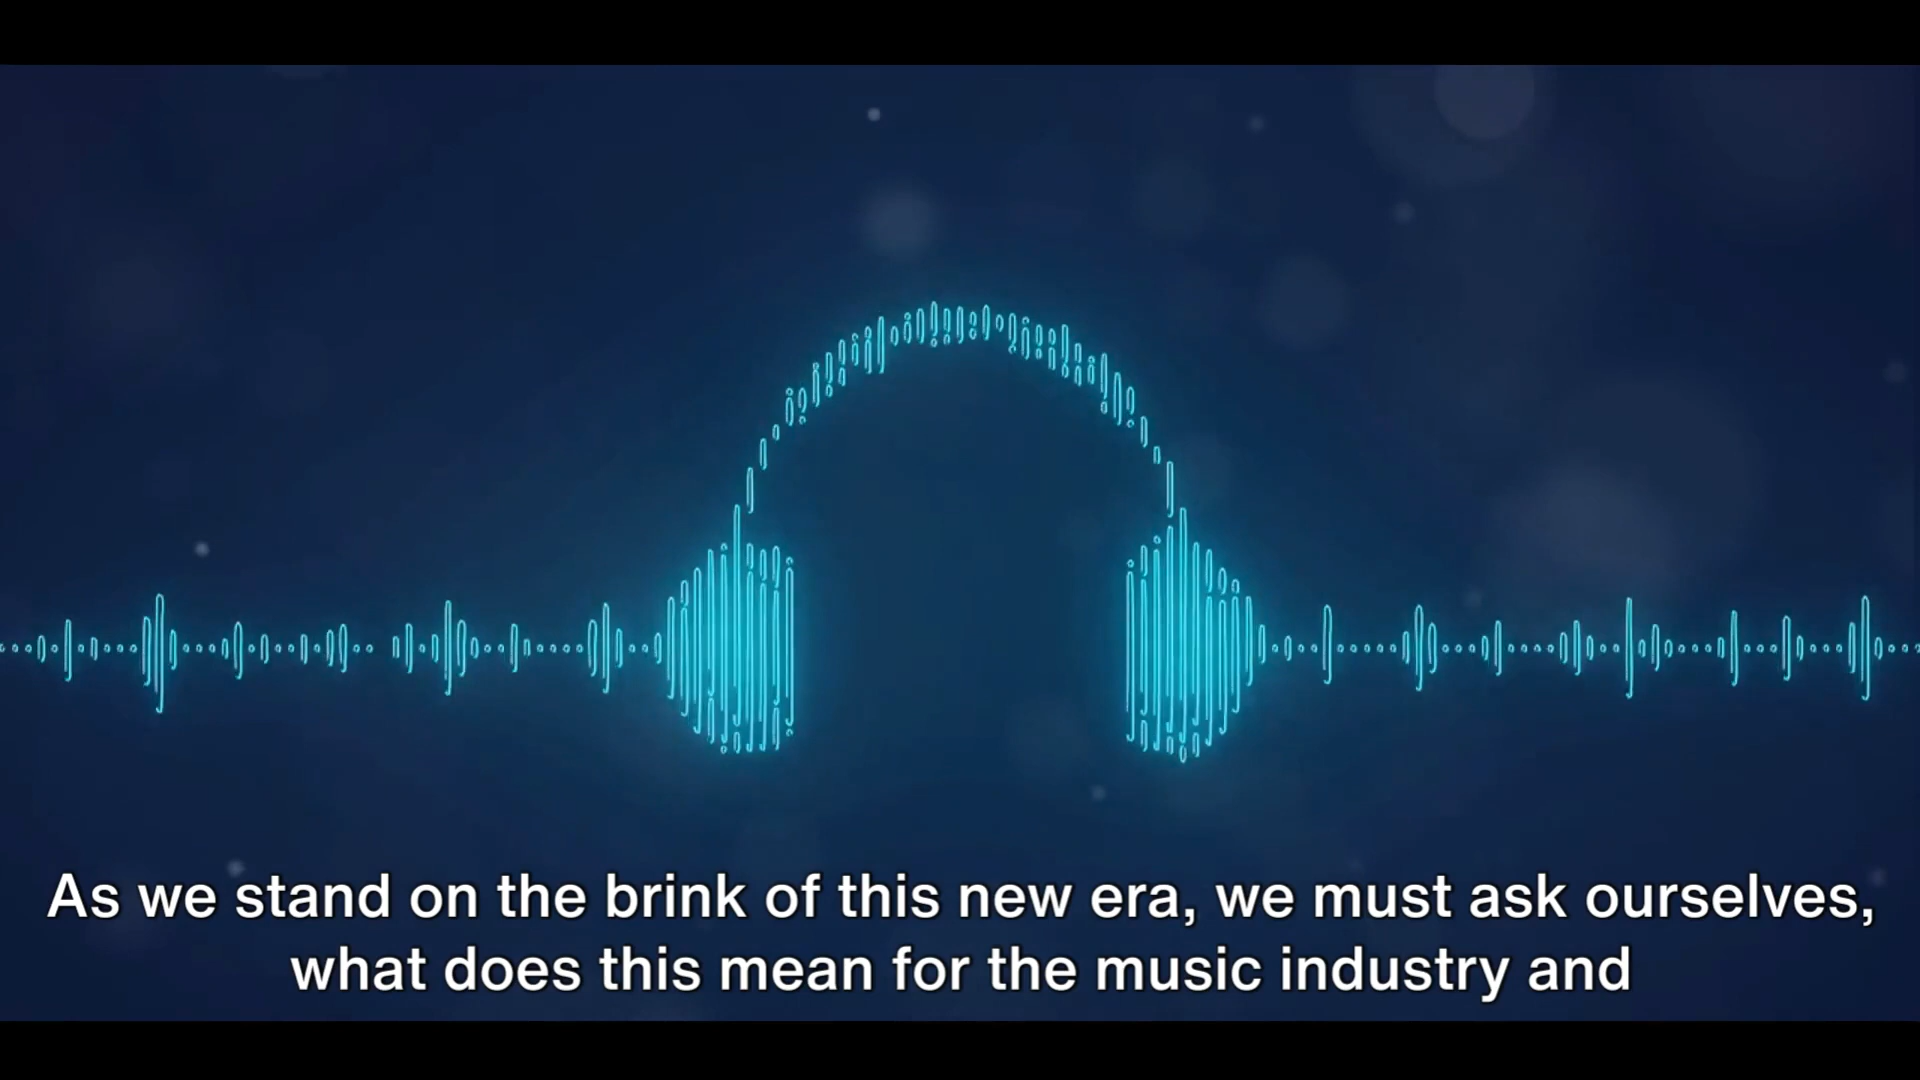 As we stand on the brink of this new era, we must ask ourselves,
what does this mean for the music industry and